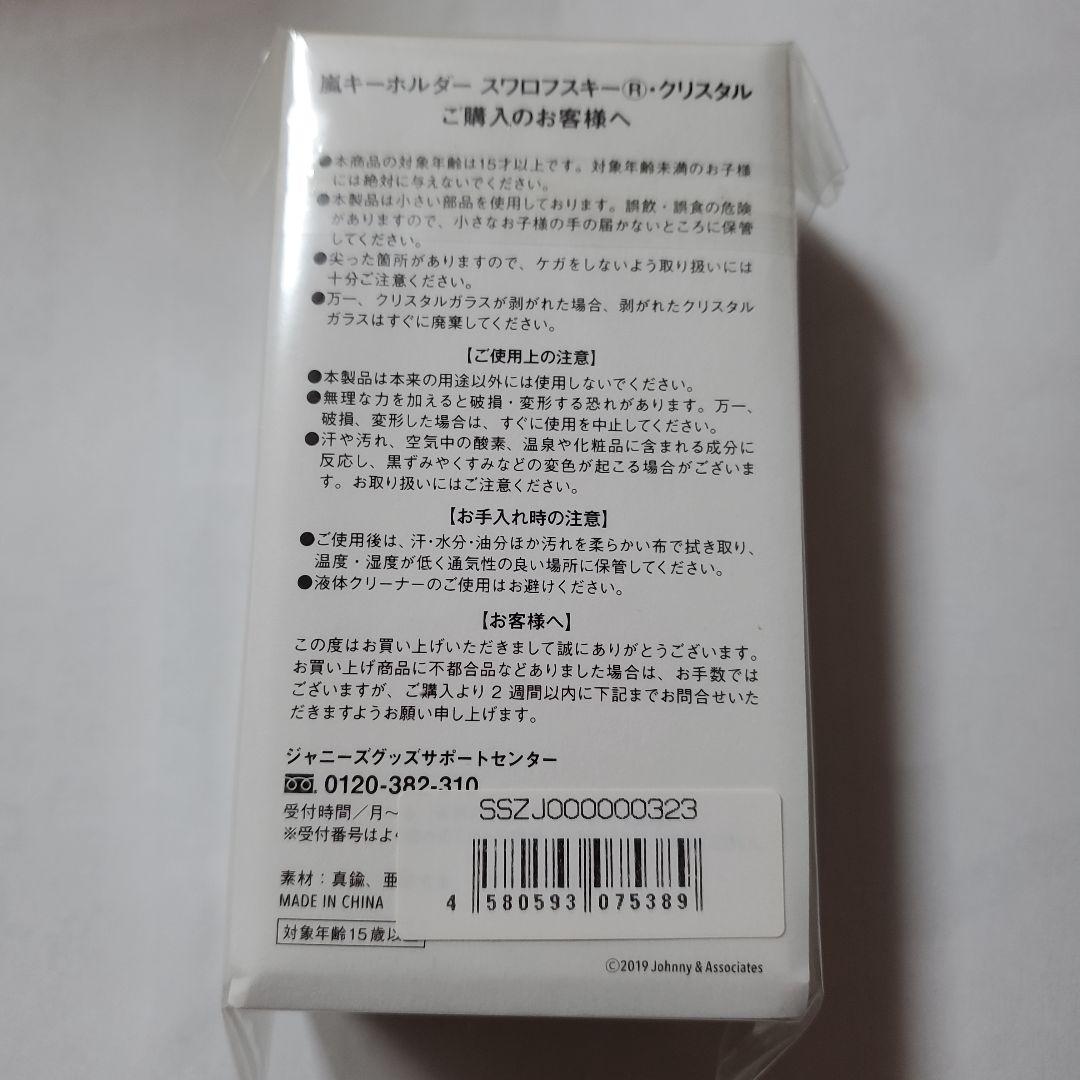 嵐キーホルダー スワロフスキーⓇ・クリスタル
ご購入のお客様へ
●本商品の対象年齢は15才以上です。対象年齢未満のお子様
には絶対に与えないでください。
●本製品は小さい部品を使用しております。誤飲・誤食の危険
がありますので、小さなお子様の手の届かないところに保管
してください。
●尖った箇所がありますので、ケガをしないよう取り扱いには
十分ご注意ください。
●万一、クリスタルガラスが剥がれた場合、剥がれたクリスタル
ガラスはすぐに廃棄してください。
【ご使用上の注意】
●本製品は本来の用途以外には使用しないでください。
●無理な力を加えると破損・変形する恐れがあります。万一、
破損、変形した場合は、すぐに使用を中止してください。
●汗や汚れ、空気中の酸素、温泉や化粧品に含まれる成分に
反応し、黒ずみやくすみなどの変色が起こる場合がございま
す。お取り扱いにはご注意ください。
【お手入れ時の注意】
●ご使用後は、汗・水分・油分ほか汚れを柔らかい布で拭き取り、
温度・湿度が低く通気性の良い場所に保管してください。
●液体クリーナーのご使用はお避けください。
【お客様へ】
この度はお買い上げいただきまして誠にありがとうございます。
お買い上げ商品に不都合品などありました場合は、お手数では
ございますが、ご購入より2週間以内に下記までお問合せいた
だきますようお願い申し上げます。
ジャニーズグッズサポートセンター
0120-382-310
受付時間/月~
※受付番号はよ
SSZJ000000323
4 580593 075389
素材:真鍮、亜
MADE IN CHINA
対象年齢15歳以上
©2019 Johnny & Associates